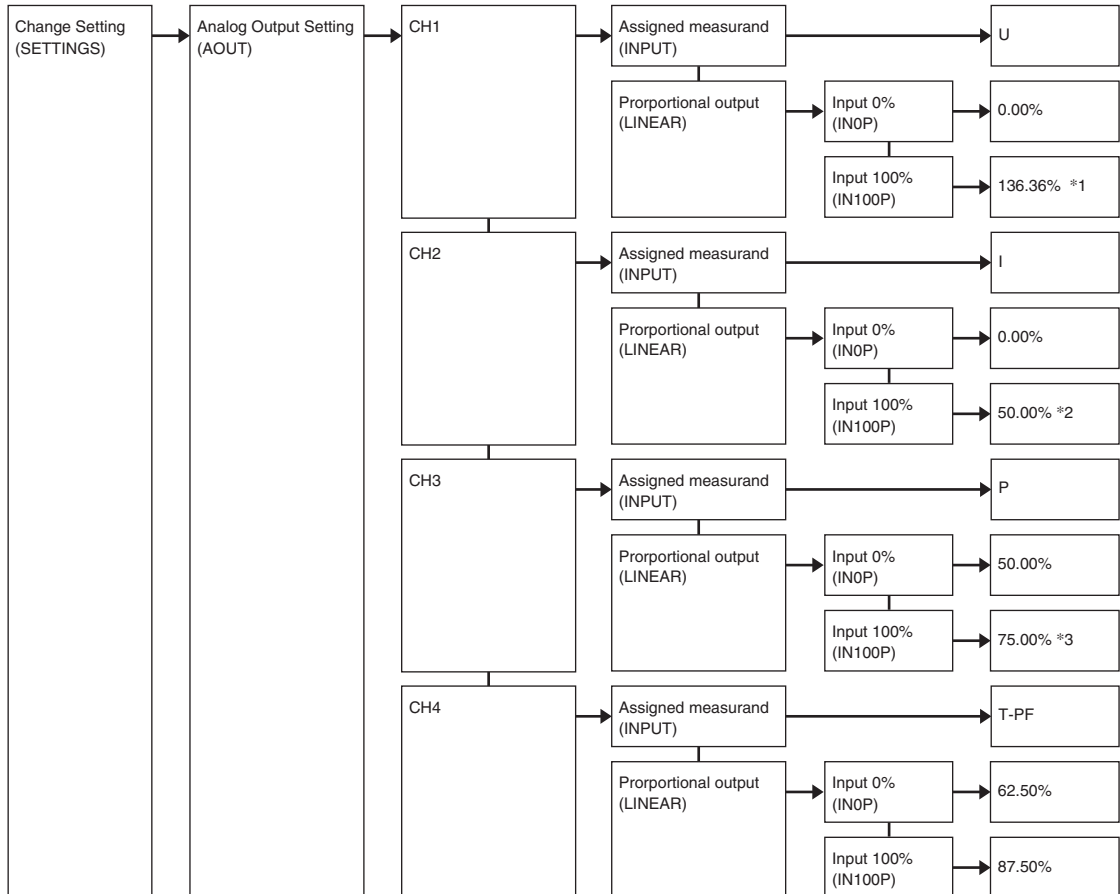 Change Setting
(SETTINGS)
Analog Output Setting
(AOUT)
CH1
Assigned measurand
(INPUT)
U
Prorportional output
(LINEAR)
Input 0%
(IN0P)
0.00%
Input 100%
(IN100P)
136.36% *1
CH2
Assigned measurand
(INPUT)
I
Prorportional output
(LINEAR)
Input 0%
(IN0P)
0.00%
Input 100%
(IN100P)
50.00% *2
CH3
Assigned measurand
(INPUT)
P
Prorportional output
(LINEAR)
Input 0%
(IN0P)
50.00%
Input 100%
(IN100P)
75.00% *3
CH4
Assigned measurand
(INPUT)
T-PF
Prorportional output
(LINEAR)
Input 0%
(IN0P)
62.50%
Input 100%
(IN100P)
87.50%